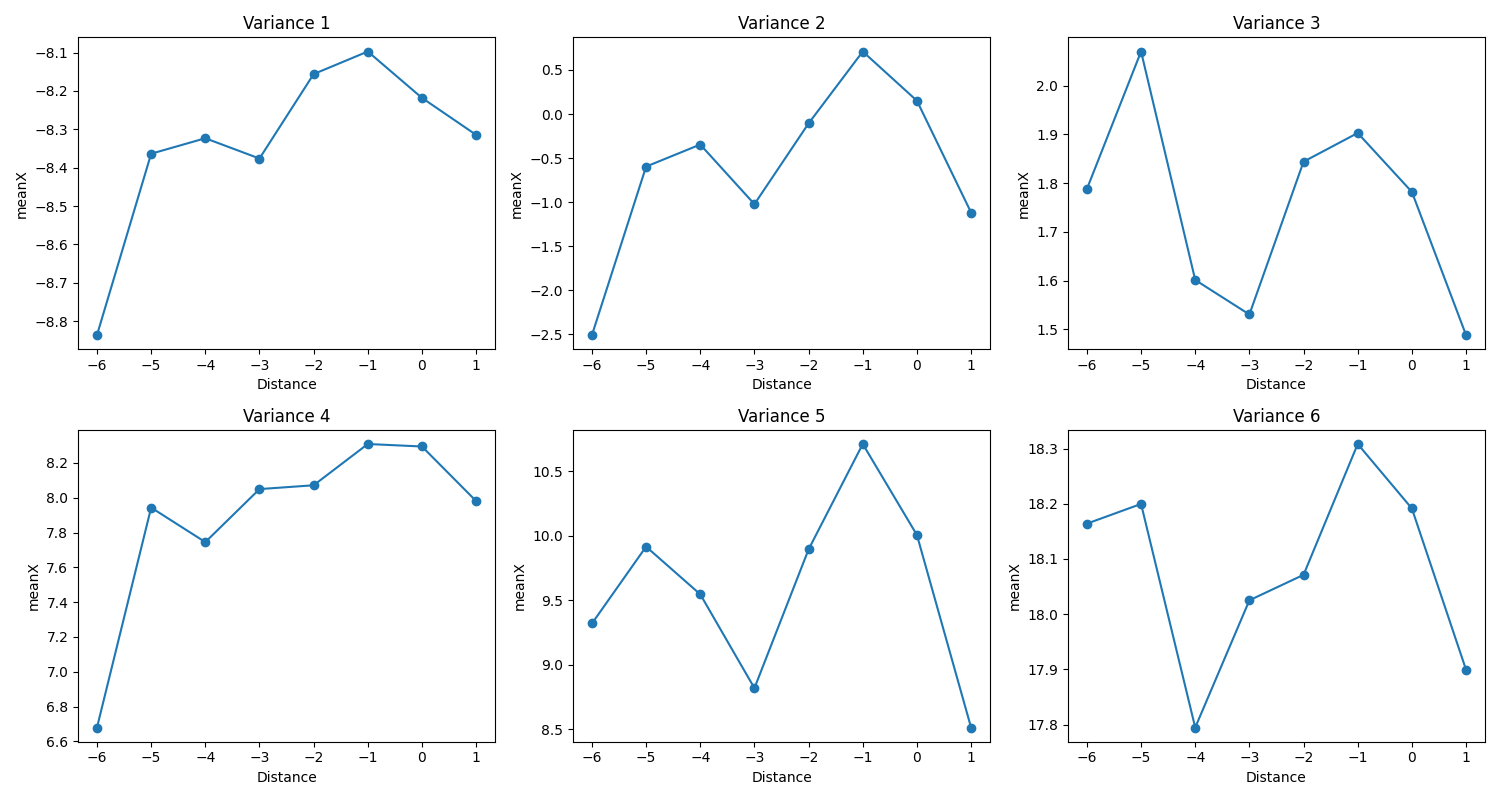 Variance 1
−8.1
−8.2
−8.3
−8.4
−8.5
−8.6
−8.7
−8.8
meanX
−6 −5 −4 −3 −2 −1 0 1
Distance
Variance 2
0.5
0.0
−0.5
−1.0
−1.5
−2.0
−2.5
meanX
−6 −5 −4 −3 −2 −1 0 1
Distance
Variance 3
2.0
1.9
1.8
1.7
1.6
1.5
meanX
−6 −5 −4 −3 −2 −1 0 1
Distance
Variance 4
8.2
8.0
7.8
7.6
7.4
7.2
7.0
6.8
6.6
meanX
−6 −5 −4 −3 −2 −1 0 1
Distance
Variance 5
10.5
10.0
9.5
9.0
8.5
meanX
−6 −5 −4 −3 −2 −1 0 1
Distance
Variance 6
18.3
18.2
18.1
18.0
17.9
17.8
meanX
−6 −5 −4 −3 −2 −1 0 1
Distance